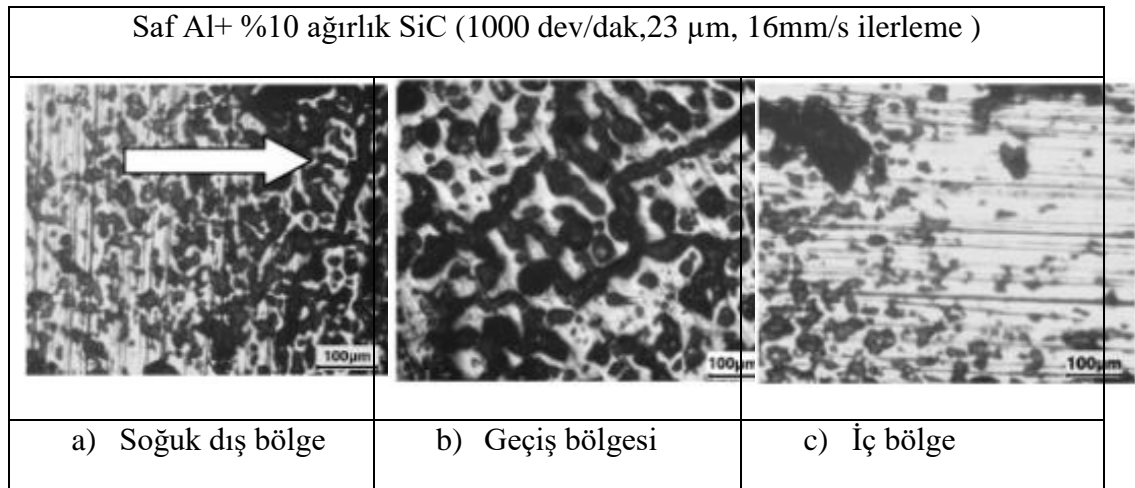 Saf Al+ %10 ağırlık SiC (1000 dev/dak,23 µm, 16mm/s ilerleme )
100µm
100µm
100µm
a) Soğuk dış bölge
b) Geçiş bölgesi
c) İç bölge